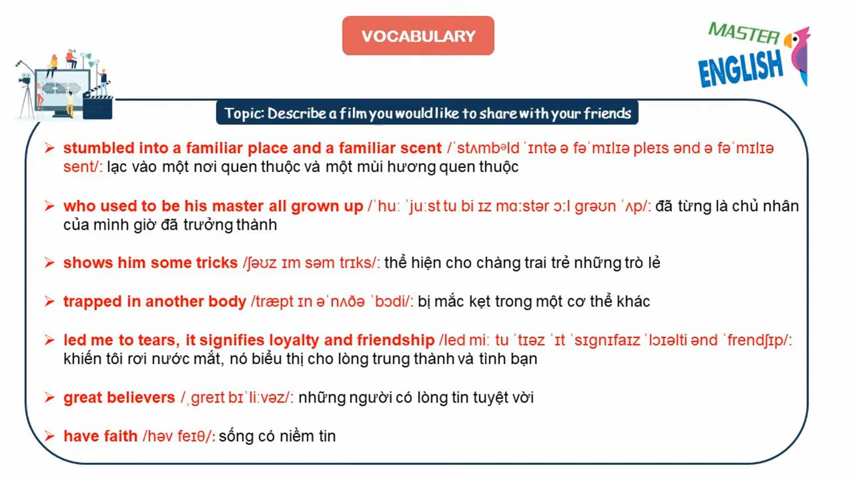 VOCABULARY
MASTER
ENGLISH
Topic: Describe a film you would like to share with your friends
➢ stumbled into a familiar place and a familiar scent /ˈstʌmbᵊld ˈɪntə ə fəˈmɪlɪə pleɪs ənd ə fəˈmɪlɪə
sent/: lạc vào một nơi quen thuộc và một mùi hương quen thuộc
➢ who used to be his master all grown up /ˈhuː ˈjuːst tu bi ɪz mɑːstər ɔːl ɡrəʊn ˈʌp/: đã từng là chủ nhân
của mình giờ đã trưởng thành
➢ shows him some tricks /ʃəʊz ɪm səm trɪks/: thể hiện cho chàng trai trẻ những trò lẻ
➢ trapped in another body /træpt ɪn əˈnʌðə ˈbɔdi/: bị mắc kẹt trong một cơ thể khác
➢ led me to tears, it signifies loyalty and friendship /led miː tu ˈtɪəz ˈɪt ˈsɪɡnɪfaɪz ˈlɔɪəlti ənd ˈfrendʃɪp/:
khiến tôi rơi nước mắt, nó biểu thị cho lòng trung thành và tình bạn
➢ great believers /ˌɡreɪt bɪˈliːvəz/: những người có lòng tin tuyệt vời
➢ have faith /həv feɪθ/: sống có niềm tin